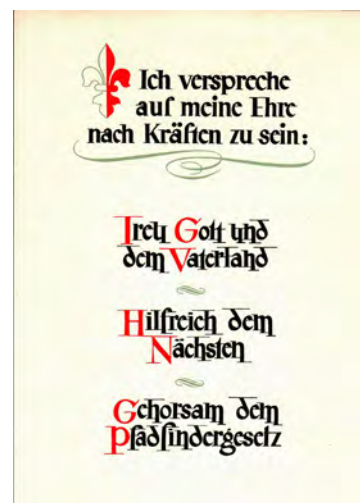 Ich verspreche
auf meine Ehre
nach Kräften zu sein:
Treu Gott und
dem Vaterland
Hilfreich dem
Nächsten
Gehorsam dem
Pfadfindergesetz